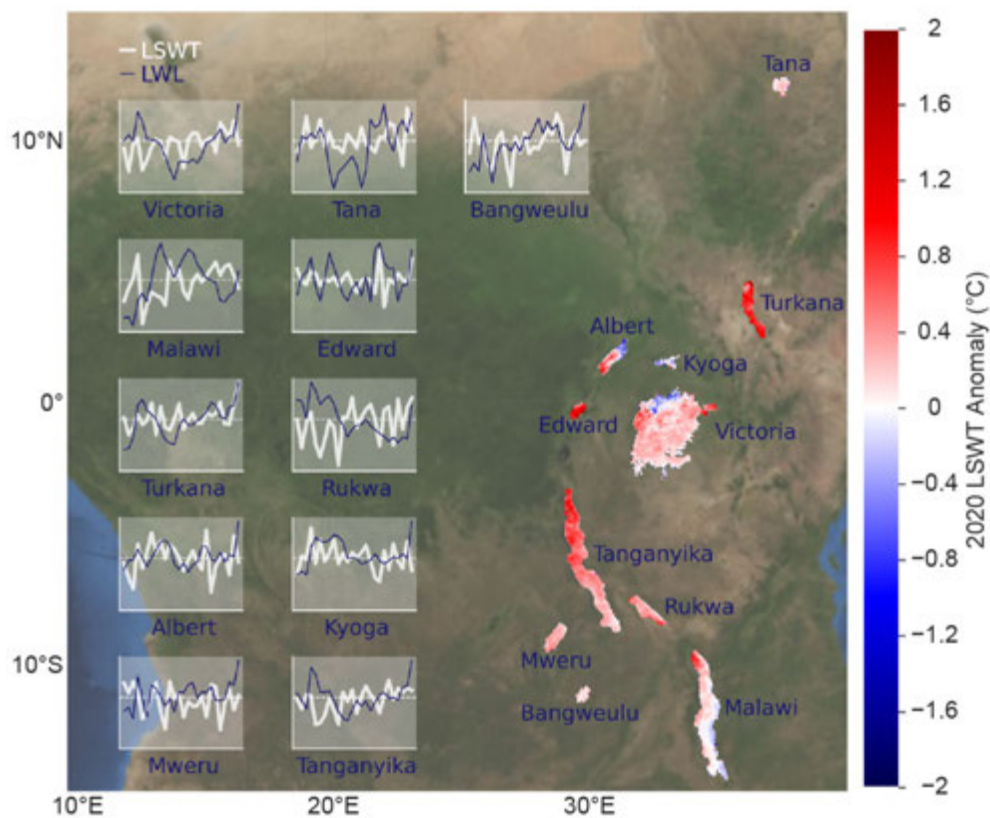 LSWT
LWL
Victoria
Tana
Bangweulu
Malawi
Edward
Turkana
Rukwa
Albert
Kyoga
Mweru
Tanganyika
Tana
Turkana
Albert
Kyoga
Edward
Victoria
Tanganyika
Rukwa
Mweru
Bangweulu
Malawi
10°N
0°
10°S
10°E
20°E
30°E
2
1.6
1.2
0.8
0.4
0
−0.4
−0.8
−1.2
−1.6
−2
2020 LSWT Anomaly (°C)